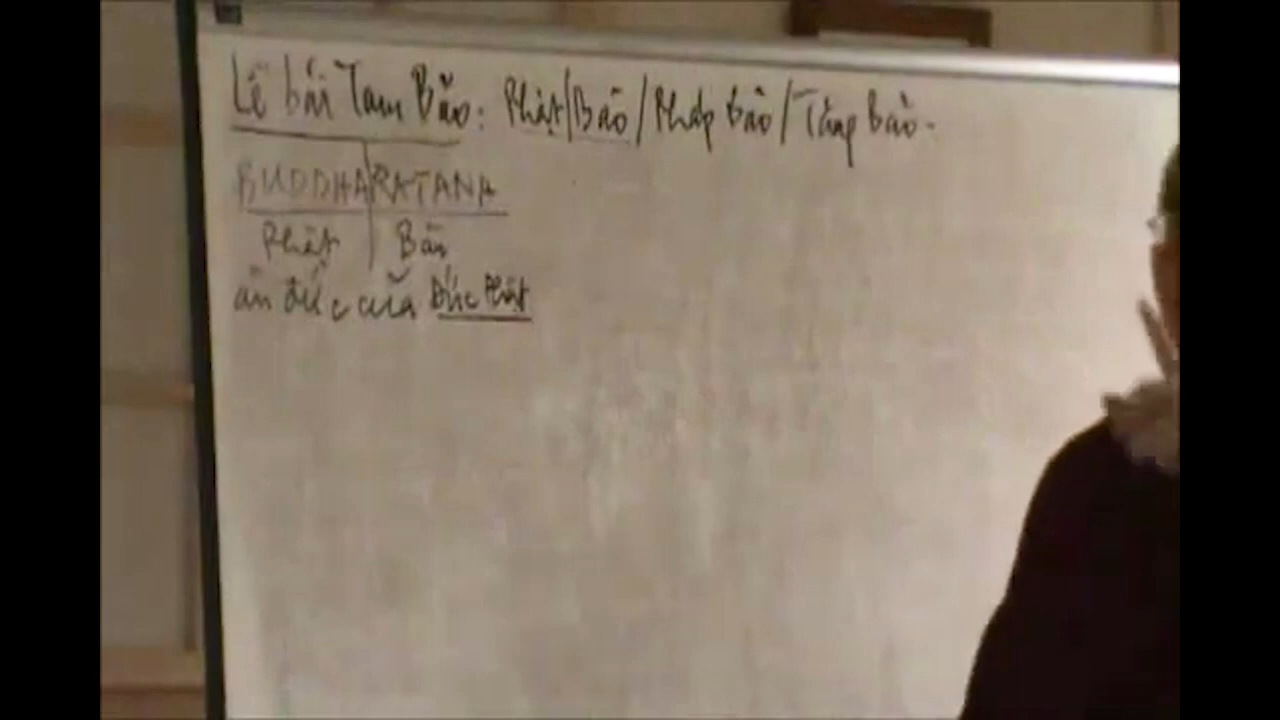 Lễ bái Tam Bảo: Phật/Bảo/Pháp bảo/Tăng bảo.
BUDDHARATANA
Phật Bảo
ân đức của Đức Phật